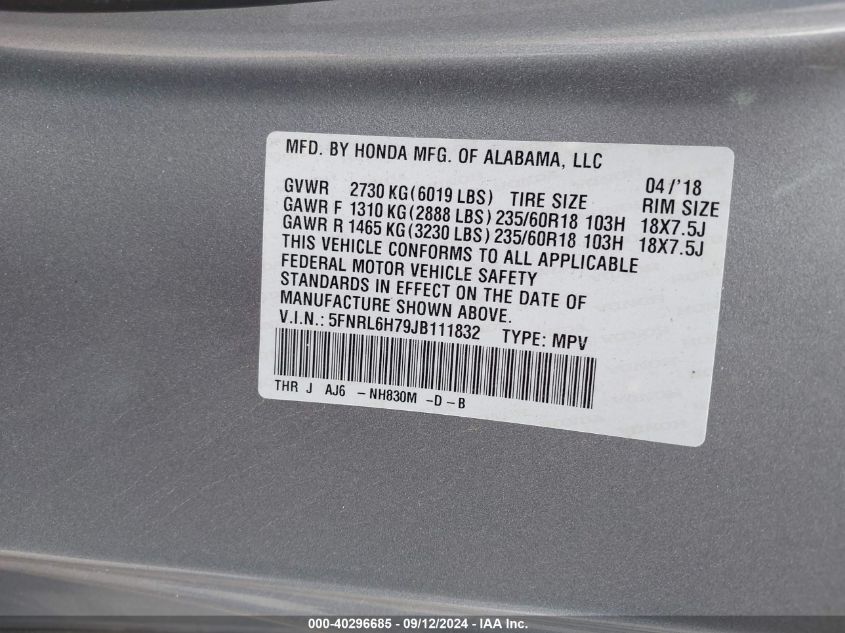 MFD. BY HONDA MFG. OF ALABAMA, LLC
04/'18
GVWR 2730 KG (6019 LBS) TIRE SIZE RIM SIZE
GAWR F 1310 KG (2888 LBS) 235/60R18 103H 18X7.5J
GAWR R 1465 KG (3230 LBS) 235/60R18 103H 18X7.5J
THIS VEHICLE CONFORMS TO ALL APPLICABLE
FEDERAL MOTOR VEHICLE SAFETY
STANDARDS IN EFFECT ON THE DATE OF
MANUFACTURE SHOWN ABOVE.
V.I.N.: 5FNRL6H79JB111832 TYPE: MPV
THR J AJ6 -NH830M -D-B
000-40296685 - 09/12/2024 - IAA Inc.